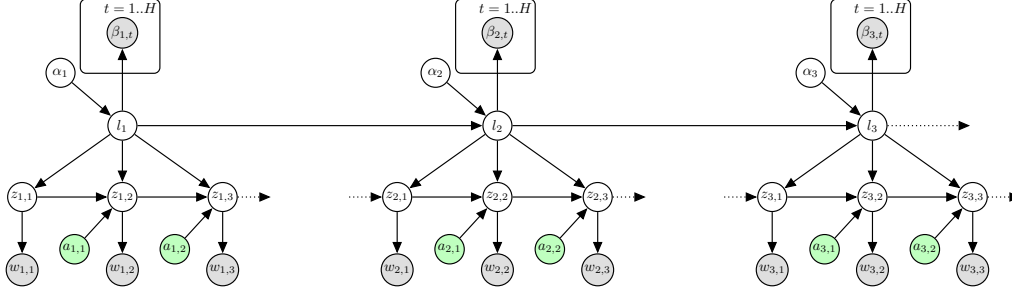 t = 1..H t = 1..H t = 1..H
β1,t β2,t β3,t
α1 α2 α3
l1 l2 l3
z1,1 z1,2 z1,3 z2,1 z2,2 z2,3 z3,1 z3,2 z3,3
a1,1 a1,2 a2,1 a2,2 a3,1 a3,2
w1,1 w1,2 w1,3 w2,1 w2,2 w2,3 w3,1 w3,2 w3,3